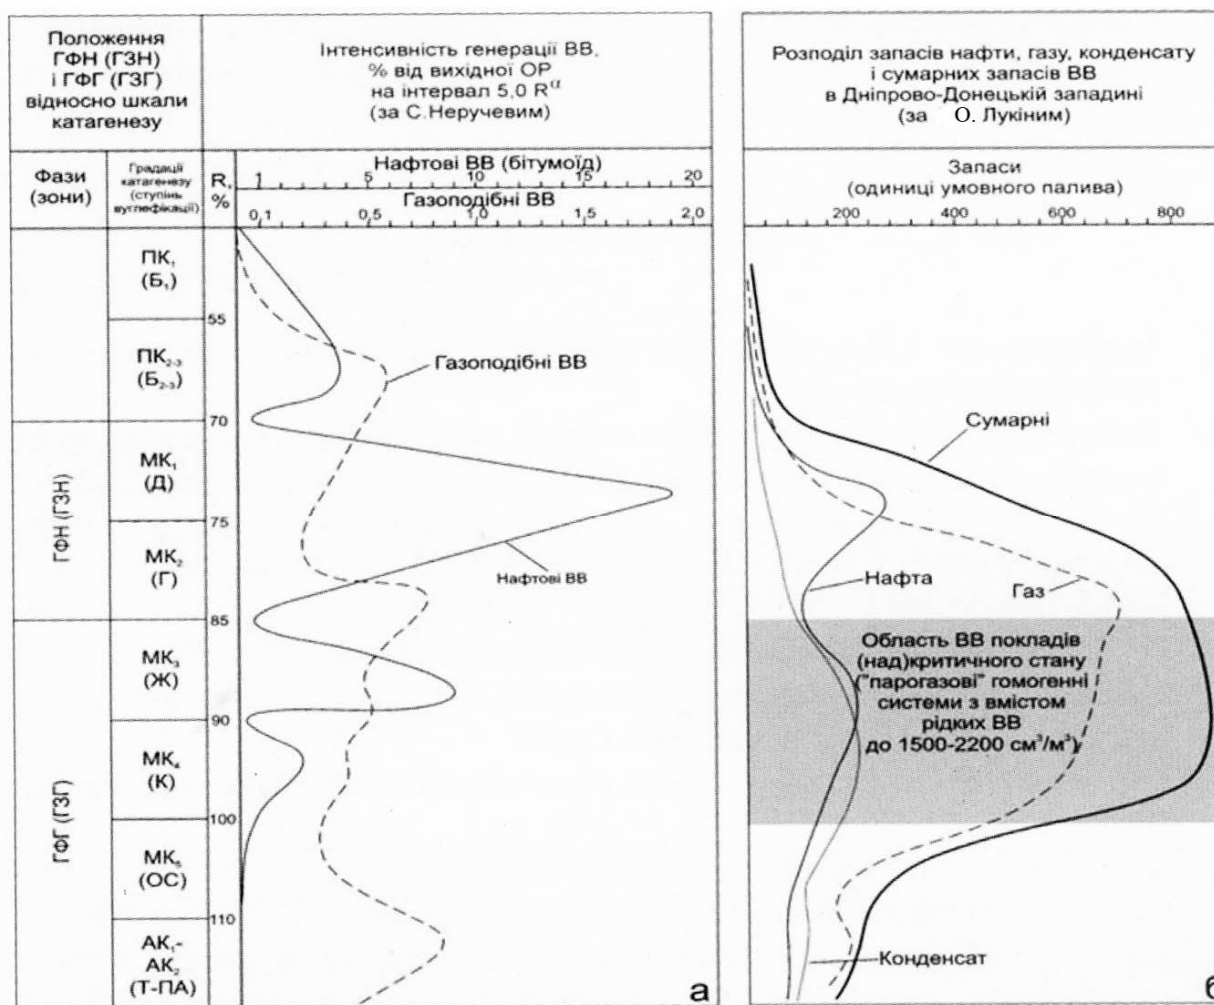 Положення
ГФН (ГЗН)
і ГФГ (ГЗГ)
відносно шкали
катагенезу
Інтенсивність генерації ВВ,
% від вихідної ОР
на інтервал 5,0 Rα
(за С.Неручевим)
Розподіл запасів нафти, газу, конденсату
і сумарних запасів ВВ
в Дніпрово-Донецькій западині
(за О. Лукіним)
Фази
(зони)
Градації
катагенезу
(ступінь
вуглефікації)
R,
%
Нафтові ВВ (бітумоїд)
1 5 10 15 20
Газоподібні ВВ
0,1 0,5 1,0 1,5 2,0
Запаси
(одиниці умовного палива)
200 400 600 800
ГФН (ГЗН)
ГФГ (ГЗГ)
ПК₁
(Б₁)
55
ПК₂₋₃
(Б₂₋₃)
70
МК₁
(Д)
75
МК₂
(Г)
85
МК₃
(Ж)
90
МК₄
(К)
100
МК₅
(ОС)
110
АК₁-
АК₂
(Т-ПА)
Газоподібні ВВ
Нафтові ВВ
а
Сумарні
Нафта
Газ
Область ВВ покладів
(над)критичного стану
("парогазові" гомогенні
системи з вмістом
рідких ВВ
до 1500-2200 см³/м³)
Конденсат
б